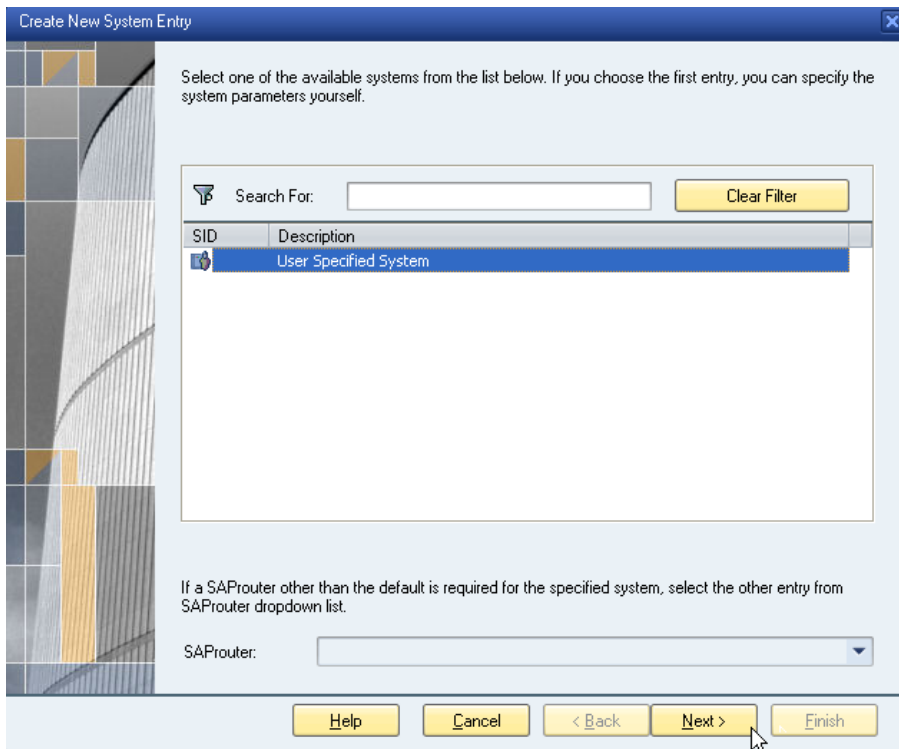 Create New System Entry
Select one of the available systems from the list below. If you choose the first entry, you can specify the
system parameters yourself.
Search For:
Clear Filter
SID Description
User Specified System
If a SAProuter other than the default is required for the specified system, select the other entry from
SAProuter dropdown list.
SAProuter:
Help Cancel < Back Next > Finish